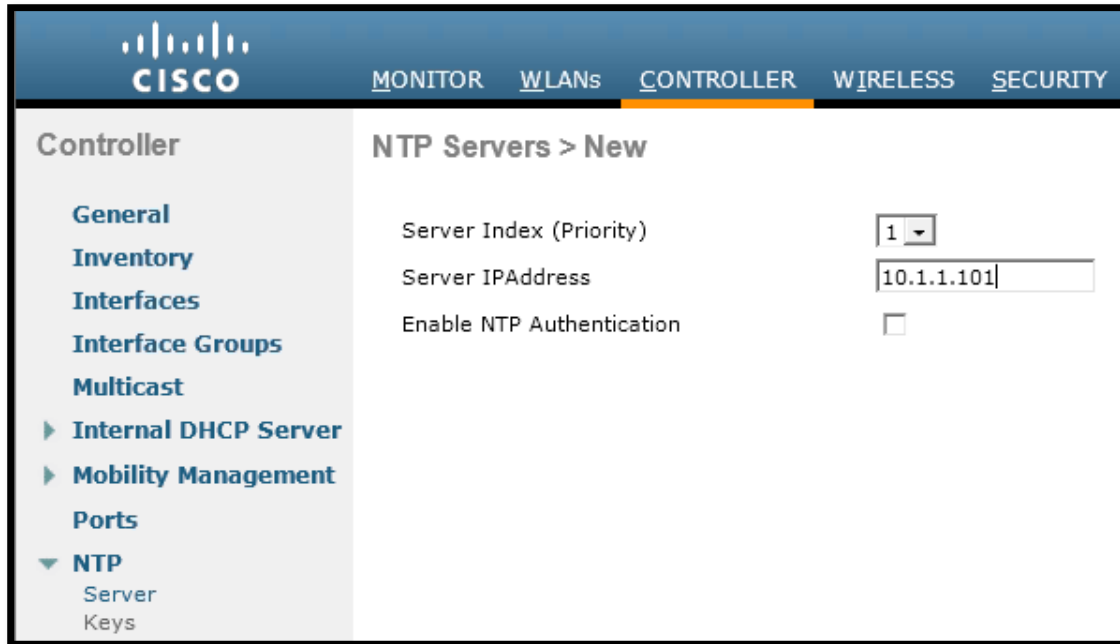 CISCO
MONITOR WLANs CONTROLLER WIRELESS SECURITY
Controller
General
Inventory
Interfaces
Interface Groups
Multicast
Internal DHCP Server
Mobility Management
Ports
NTP
Server
Keys
NTP Servers > New
Server Index (Priority) 1
Server IPAddress 10.1.1.101
Enable NTP Authentication